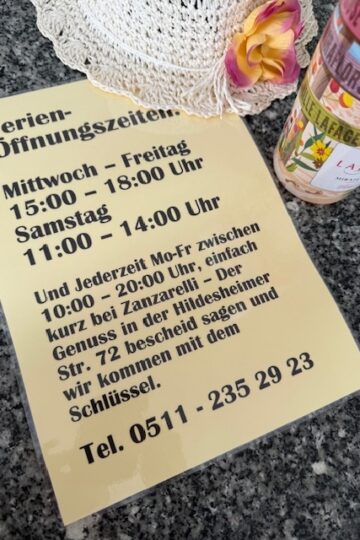 erien-
Öffnungszeiten:
Mittwoch – Freitag
15:00 – 18:00 Uhr
Samstag
11:00 – 14:00 Uhr
Und Jederzeit Mo-Fr zwischen
10:00 – 20:00 Uhr, einfach
kurz bei Zanzarelli – Der
Genuss in der Hildesheimer
Str. 72 bescheid sagen und
wir kommen mit dem
Schlüssel.
Tel. 0511 - 235 29 23
LAFAGE